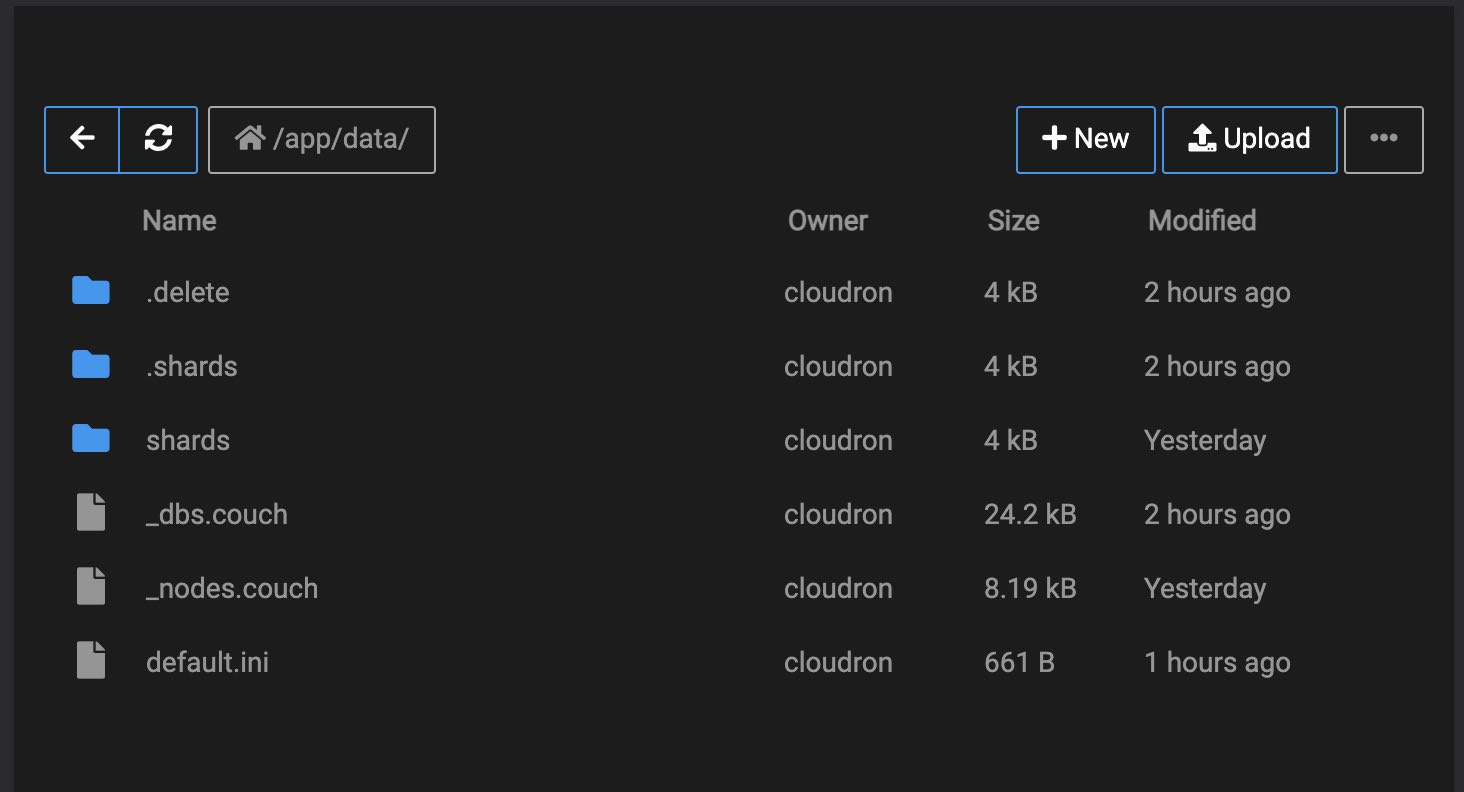 /app/data/ New Upload
Name Owner Size Modified
.delete cloudron 4 kB 2 hours ago
.shards cloudron 4 kB 2 hours ago
shards cloudron 4 kB Yesterday
_dbs.couch cloudron 24.2 kB 2 hours ago
_nodes.couch cloudron 8.19 kB Yesterday
default.ini cloudron 661 B 1 hours ago